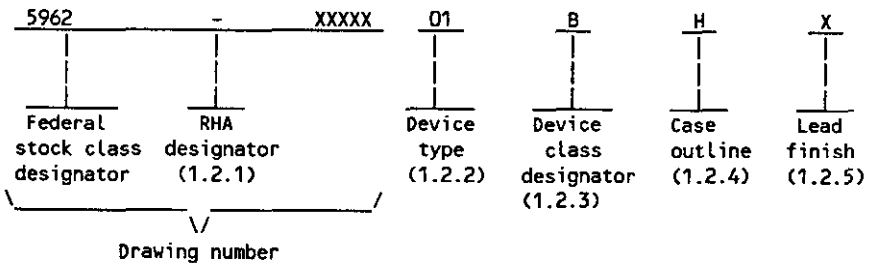 5962 - XXXXX 01 B H X
Federal RHA Device Device Case Lead
stock class designator type class outline finish
designator (1.2.1) (1.2.2) designator (1.2.4) (1.2.5)
(1.2.3)
Drawing number